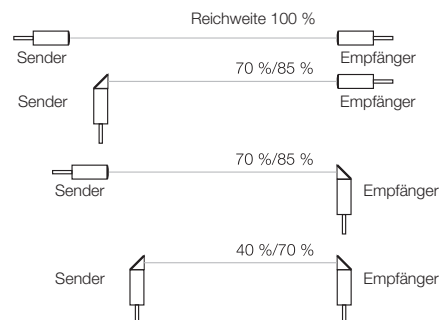 Reichweite 100 %
Sender Empfänger
70 %/85 %
Sender Empfänger
70 %/85 %
Sender Empfänger
40 %/70 %
Sender Empfänger